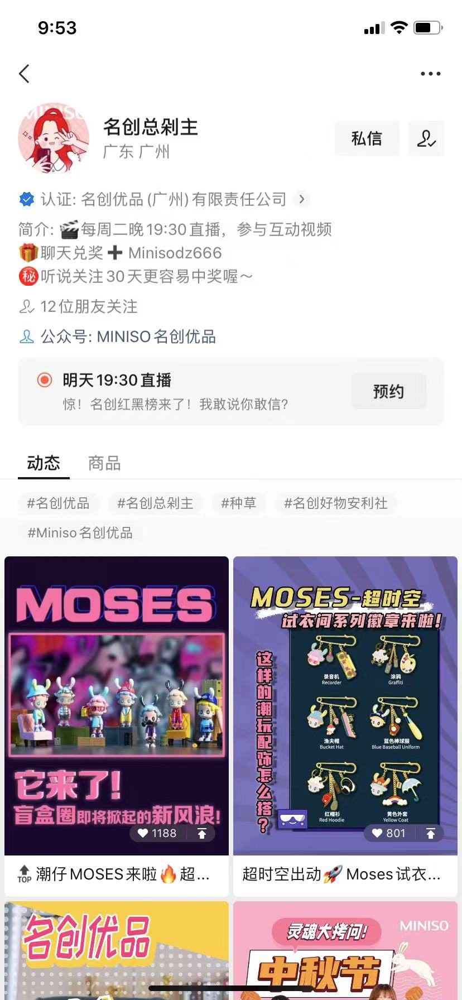 9:53
MINISO
名创总剁主
广东 广州
私信
认证: 名创优品(广州)有限责任公司
简介: 🎬每周二晚19:30直播，参与互动视频
🎁聊天兑奖➕Minisodz666
㊙️听说关注30天更容易中奖喔～
12位朋友关注
公众号: MINISO名创优品
明天19:30直播
惊！名创红黑榜来了！我敢说你敢信?
预约
动态
商品
#名创优品
#名创总剁主
#种草
#名创好物安利社
#Miniso名创优品
MOSES
它来了!
盲盒圈即将掀起的新风浪!
1188
🔝潮仔MOSES来啦🔥超...
MOSES-超时空
试衣间系列徽章来啦!
这样的潮玩配饰怎么搭?
录音机
Recorder
涂鸦
Graffiti
渔夫帽
Bucket Hat
蓝色棒球服
Blue Baseball Uniform
红帽衫
Red Hoodie
黄色外套
Yellow Coat
801
超时空出动🚀Moses试衣...
名创优品
灵魂大拷问!
MINISO
中秋节